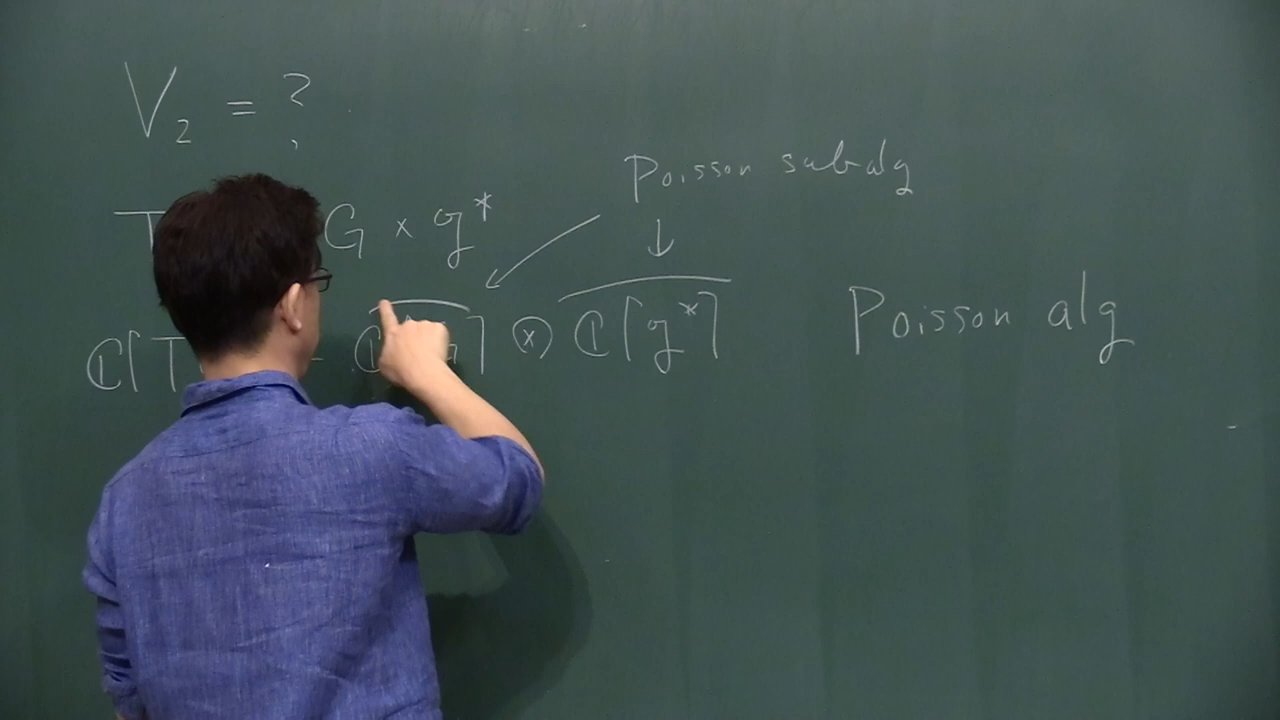 V₂ = ?
Poisson subalg
T G × g*
↙ ↓
ℂ[T ] ⊗ ℂ[g*] Poisson alg